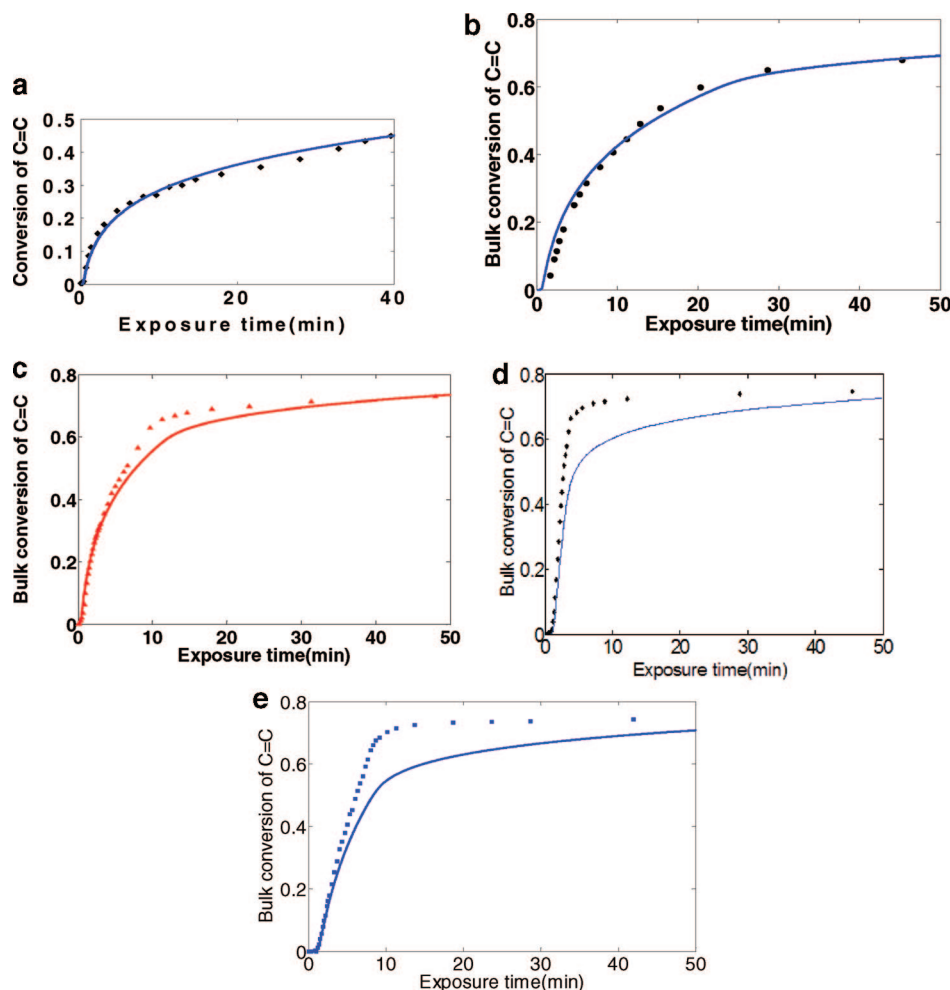 a
Conversion of C=C
0.5
0.4
0.3
0.2
0.1
0
20
40
Exposure time(min)
b
Bulk conversion of C=C
0.8
0.6
0.4
0.2
0
0 10 20 30 40 50
Exposure time(min)
c
Bulk conversion of C=C
0.8
0.6
0.4
0.2
0
0 10 20 30 40 50
Exposure time(min)
d
Bulk conversion of C=C
0.8
0.6
0.4
0.2
0
0 10 20 30 40 50
Exposure time(min)
e
Bulk conversion of C=C
0.8
0.6
0.4
0.2
0
0 10 20 30 40 50
Exposure time(min)